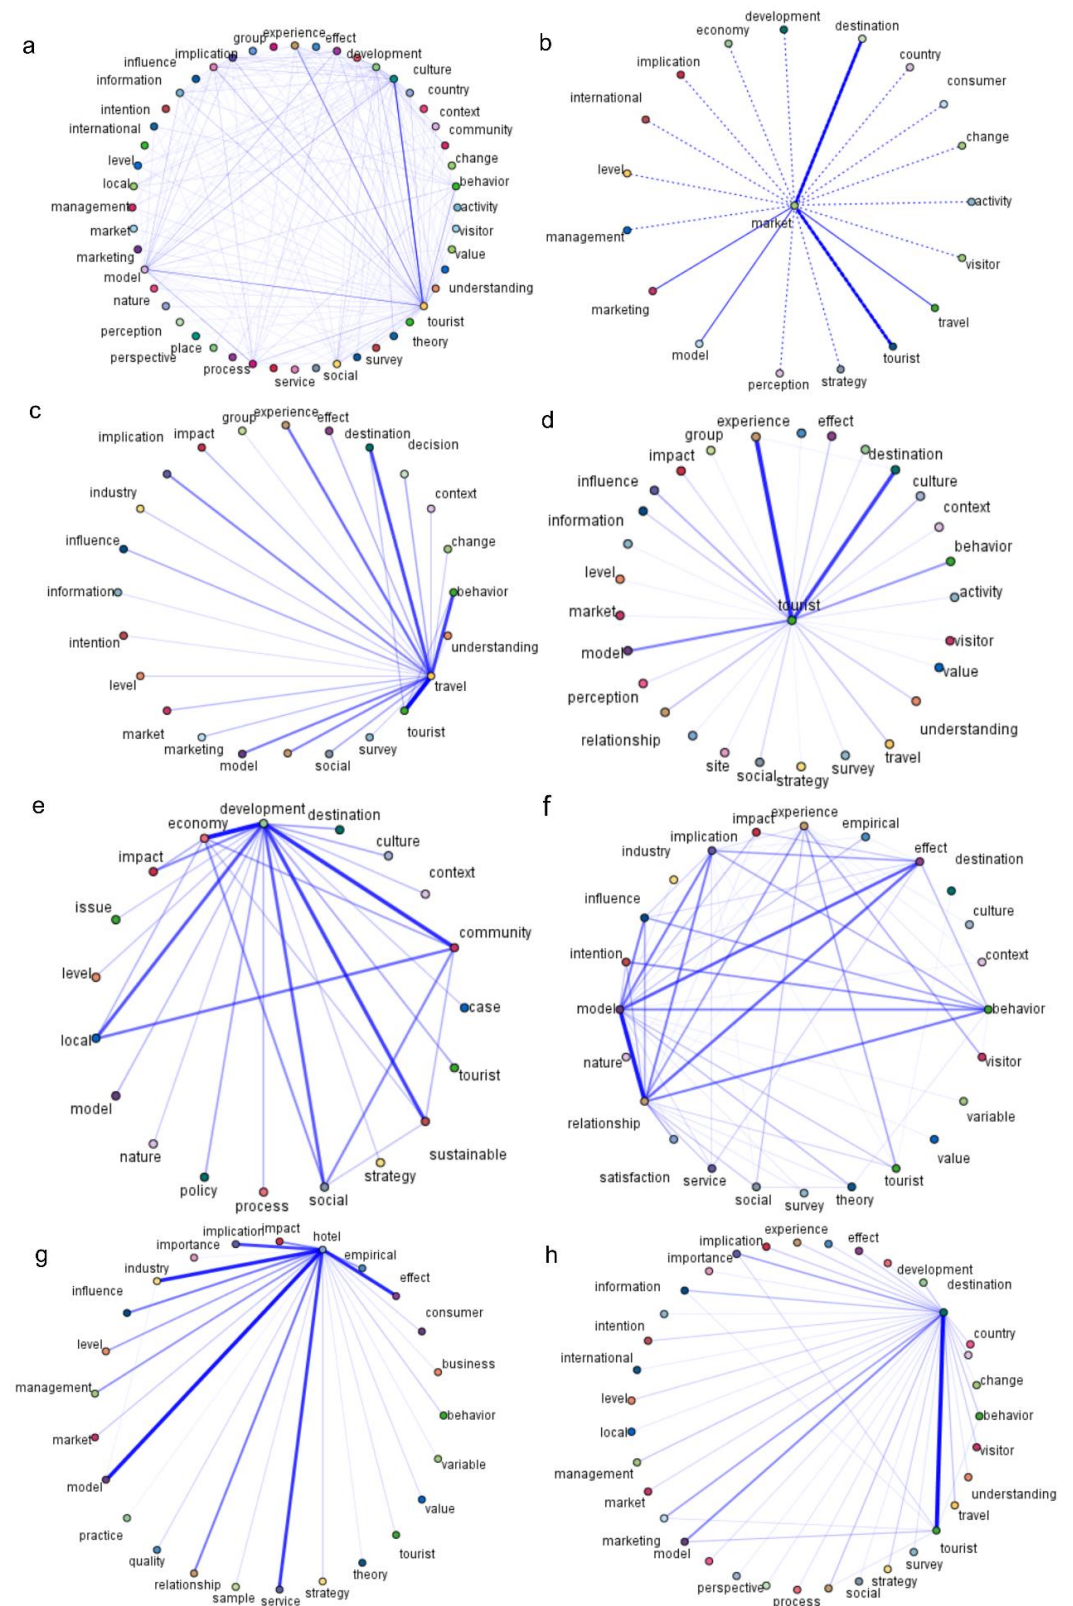 a
experience
group
effect
implication
development
influence
culture
information
country
intention
context
international
community
level
change
local
behavior
management
activity
market
visitor
marketing
value
model
understanding
nature
tourist
perception
theory
place
perspective
survey
process
service
social
b
development
destination
economy
country
implication
consumer
international
change
level
activity
market
management
visitor
marketing
travel
model
tourist
perception
strategy
c
experience
group
effect
implication
impact
destination
decision
industry
context
influence
change
information
behavior
intention
understanding
level
travel
market
tourist
marketing
survey
model
social
d
experience
effect
group
impact
destination
influence
culture
information
context
behavior
level
activity
market
tourist
model
visitor
value
perception
understanding
relationship
travel
site
social
strategy
survey
e
development
economy
destination
impact
culture
context
issue
community
level
case
local
tourist
model
sustainable
nature
strategy
policy
process
social
f
experience
impact
empirical
implication
effect
industry
destination
influence
culture
intention
context
model
behavior
nature
visitor
relationship
variable
value
satisfaction
service
tourist
social
survey
theory
g
implication
impact
hotel
importance
empirical
industry
effect
influence
consumer
level
business
management
behavior
market
variable
model
value
practice
tourist
quality
theory
relationship
sample
service
strategy
h
experience
implication
effect
importance
development
information
destination
intention
country
international
change
level
behavior
local
visitor
management
understanding
market
travel
marketing
tourist
model
survey
perspective
strategy
process
social